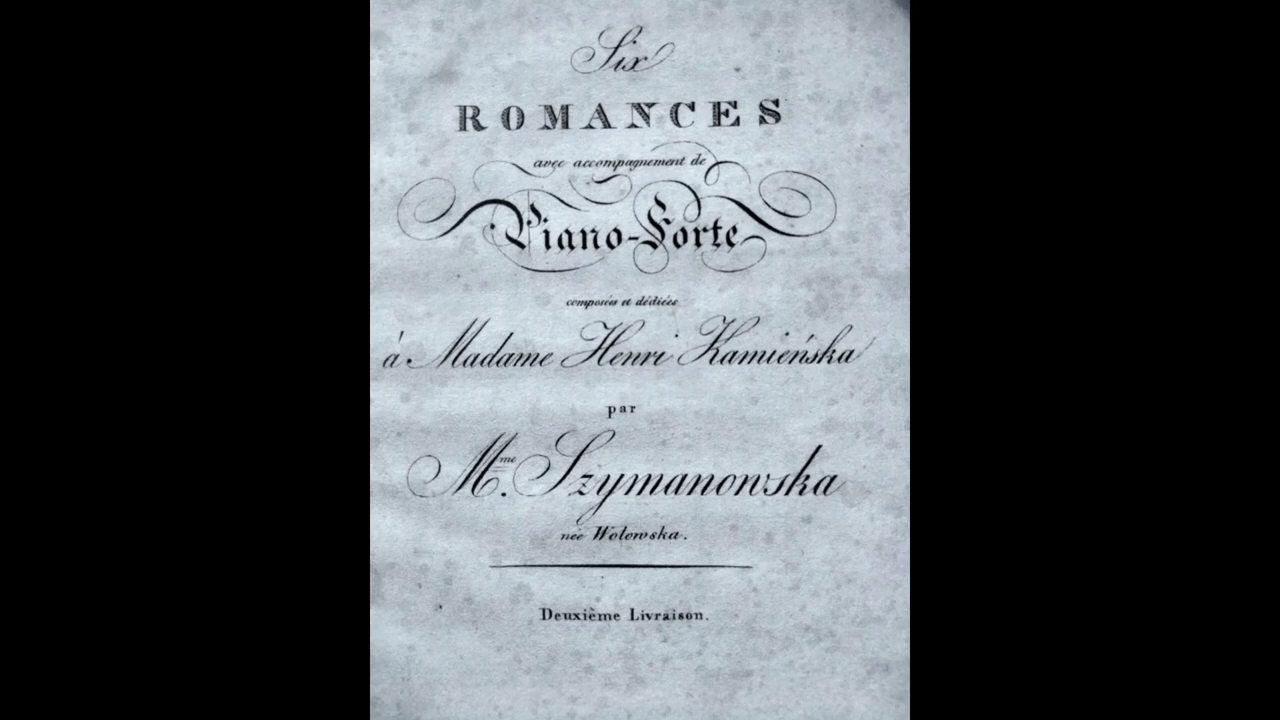 Six
ROMANCES
avec accompagnement de
Piano-Forte
composées et dédiées
à Madame Henri Kamieńska
par
Mme. Szymanowska
née Wolowska.
Deuxième Livraison.